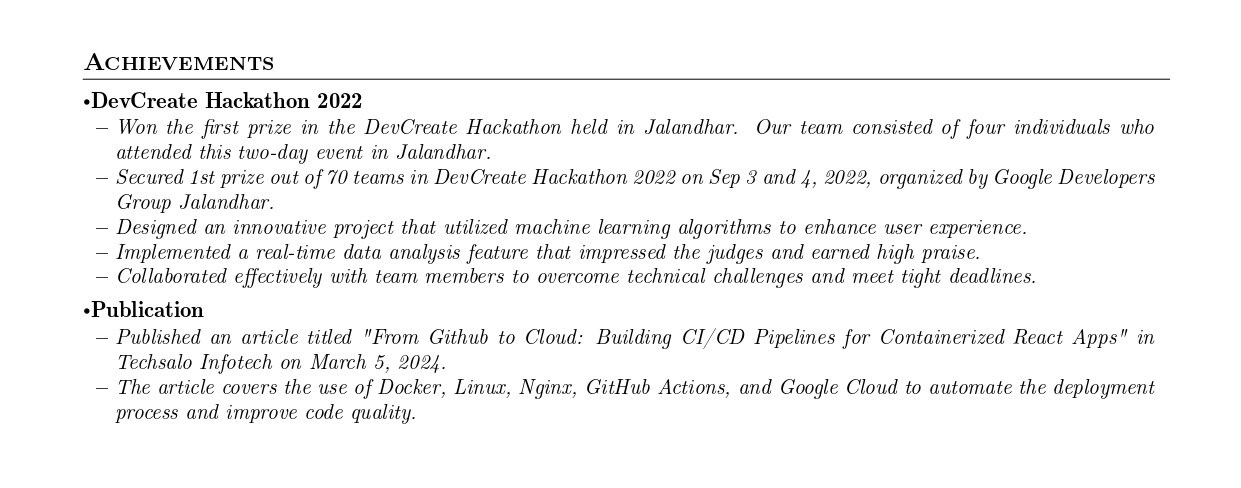 ACHIEVEMENTS
•DevCreate Hackathon 2022
– Won the first prize in the DevCreate Hackathon held in Jalandhar. Our team consisted of four individuals who
attended this two-day event in Jalandhar.
– Secured 1st prize out of 70 teams in DevCreate Hackathon 2022 on Sep 3 and 4, 2022, organized by Google Developers
Group Jalandhar.
– Designed an innovative project that utilized machine learning algorithms to enhance user experience.
– Implemented a real-time data analysis feature that impressed the judges and earned high praise.
– Collaborated effectively with team members to overcome technical challenges and meet tight deadlines.
•Publication
– Published an article titled "From Github to Cloud: Building CI/CD Pipelines for Containerized React Apps" in
Techsalo Infotech on March 5, 2024.
– The article covers the use of Docker, Linux, Nginx, GitHub Actions, and Google Cloud to automate the deployment
process and improve code quality.